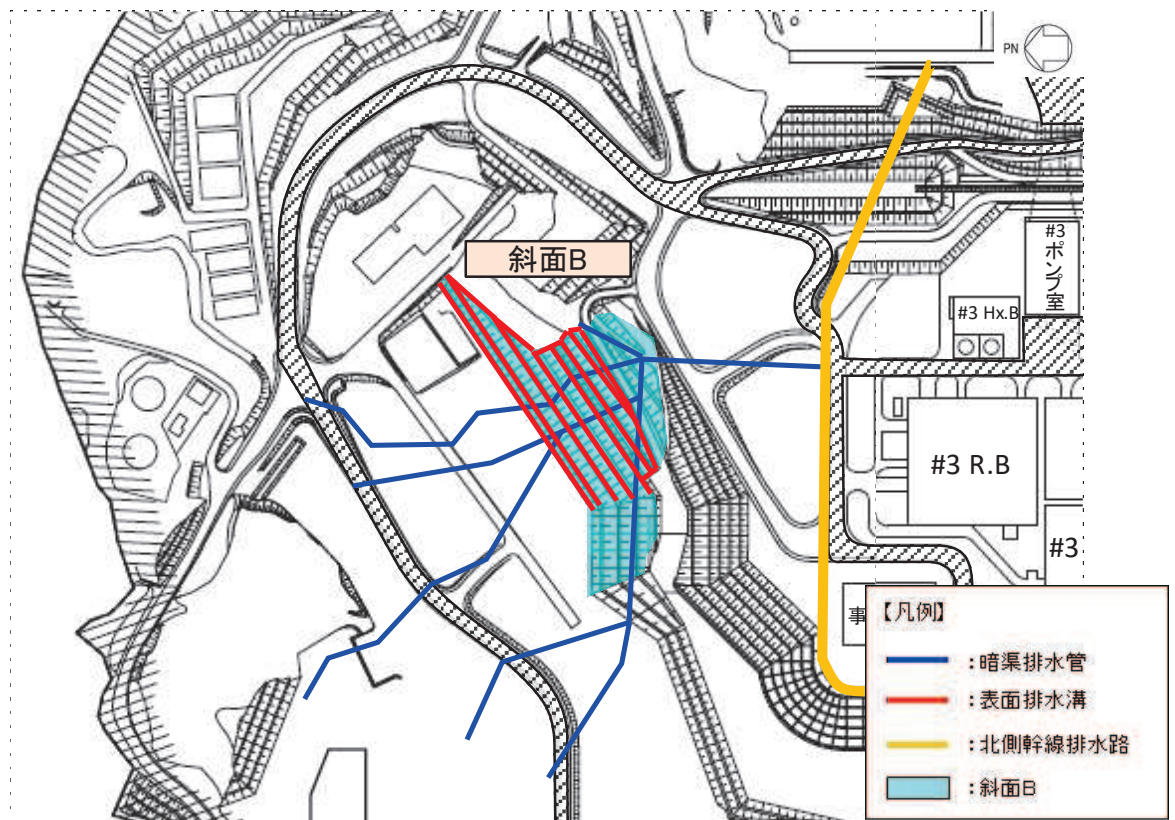 PN
斜面B
#3
ポンプ室
#3 Hx.B
#3 R.B
#3
事
【凡例】
:暗渠排水管
:表面排水溝
:北側幹線排水路
:斜面B